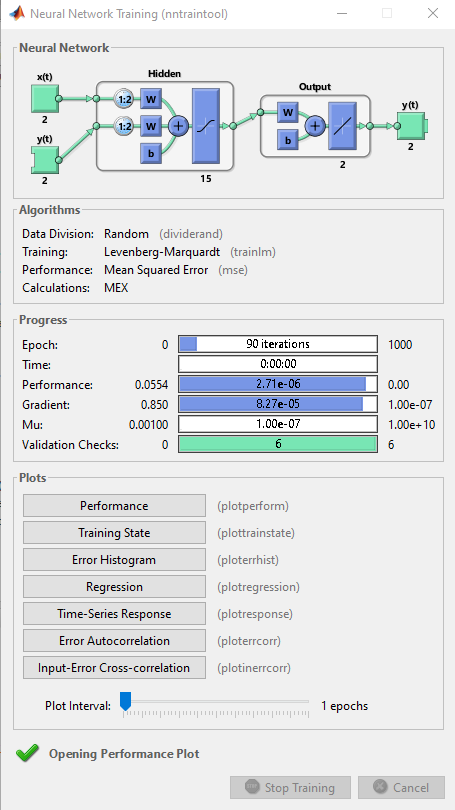 Neural Network Training (nntraintool)
Neural Network
Hidden
Output
x(t)
y(t)
1:2 W
W
2
y(t)
1:2 W
+
b
+
b
2
15
2
2
Algorithms
Data Division: Random (dividerand)
Training: Levenberg-Marquardt (trainlm)
Performance: Mean Squared Error (mse)
Calculations: MEX
Progress
Epoch: 0 90 iterations 1000
Time: 0:00:00
Performance: 0.0554 2.71e-06 0.00
Gradient: 0.850 8.27e-05 1.00e-07
Mu: 0.00100 1.00e-07 1.00e+10
Validation Checks: 0 6 6
Plots
Performance (plotperform)
Training State (plottrainstate)
Error Histogram (ploterrhist)
Regression (plotregression)
Time-Series Response (plotresponse)
Error Autocorrelation (ploterrcorr)
Input-Error Cross-correlation (plotinerrcorr)
Plot Interval: 1 epochs
Opening Performance Plot
Stop Training Cancel